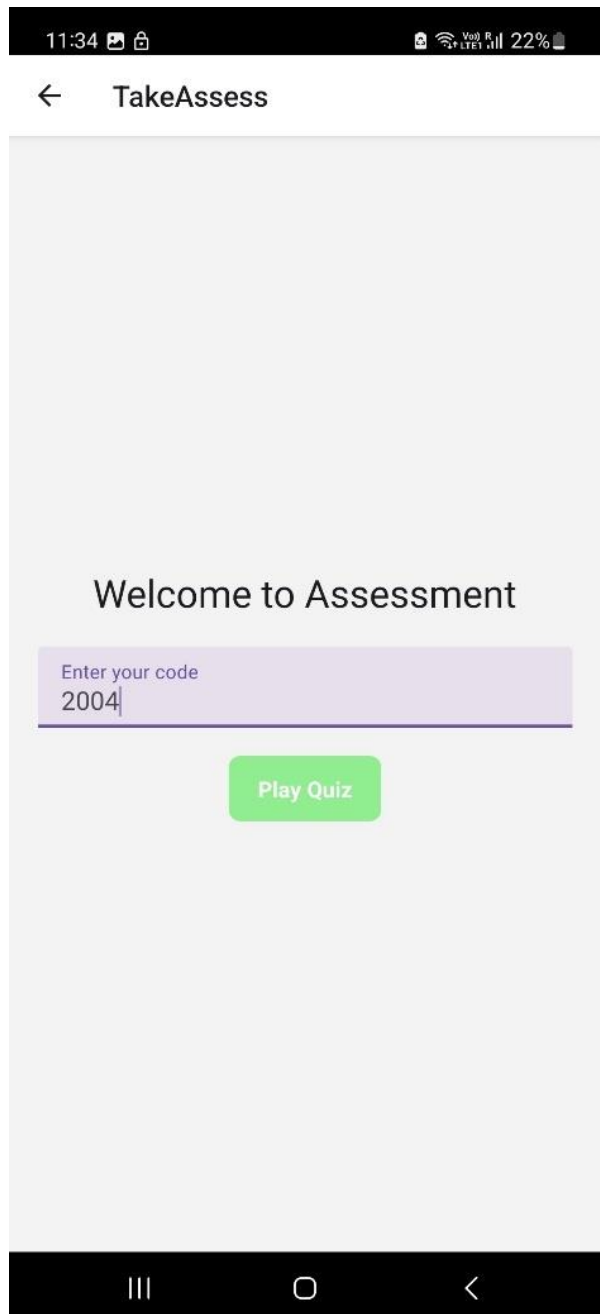 11:34 22%
TakeAssess
Welcome to Assessment
Enter your code
2004
Play Quiz